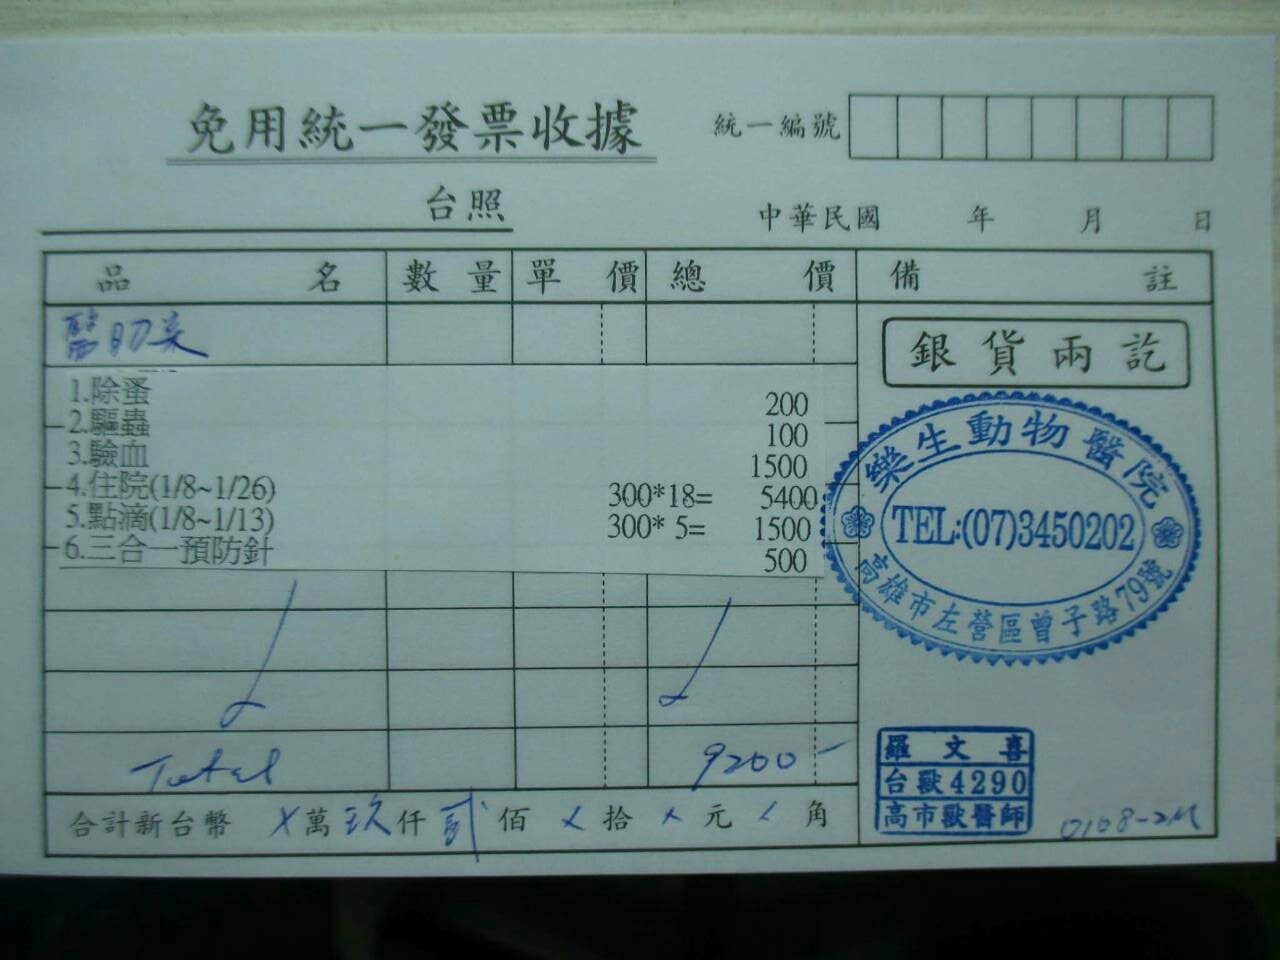 免用統一發票收據
統一編號
台照
中華民國 年 月 日
品名 數量 單價 總價 備註
醫助美
銀貨兩訖
1.除蚤 200
2.驅蟲 100
3.驗血 1500
4.住院(1/8~1/26) 300*18= 5400
5.點滴(1/8~1/13) 300* 5= 1500
6.三合一預防針 500
樂生動物醫院
TEL:(07)3450202
高雄市左營區曾子路79號
Total 9200-
羅文喜
台獸4290
高市獸醫師
合計新台幣 X萬玖仟貳佰X拾X元X角
0108-2M